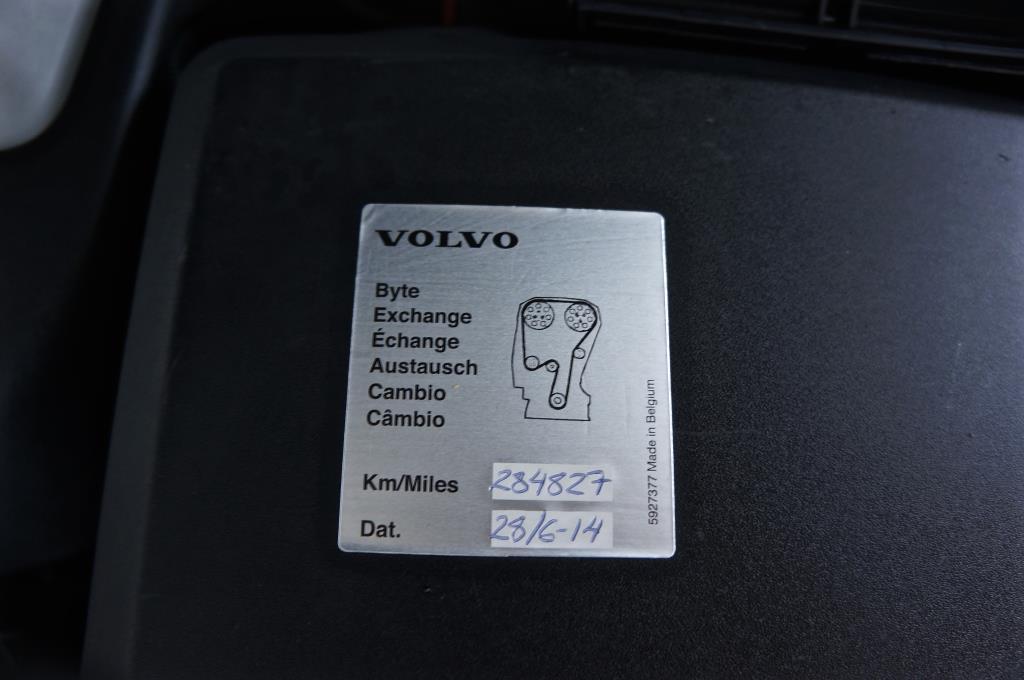 VOLVO
Byte
Exchange
Échange
Austausch
Cambio
Câmbio
Km/Miles 284827
Dat. 28/6-14
5927377 Made in Belgium